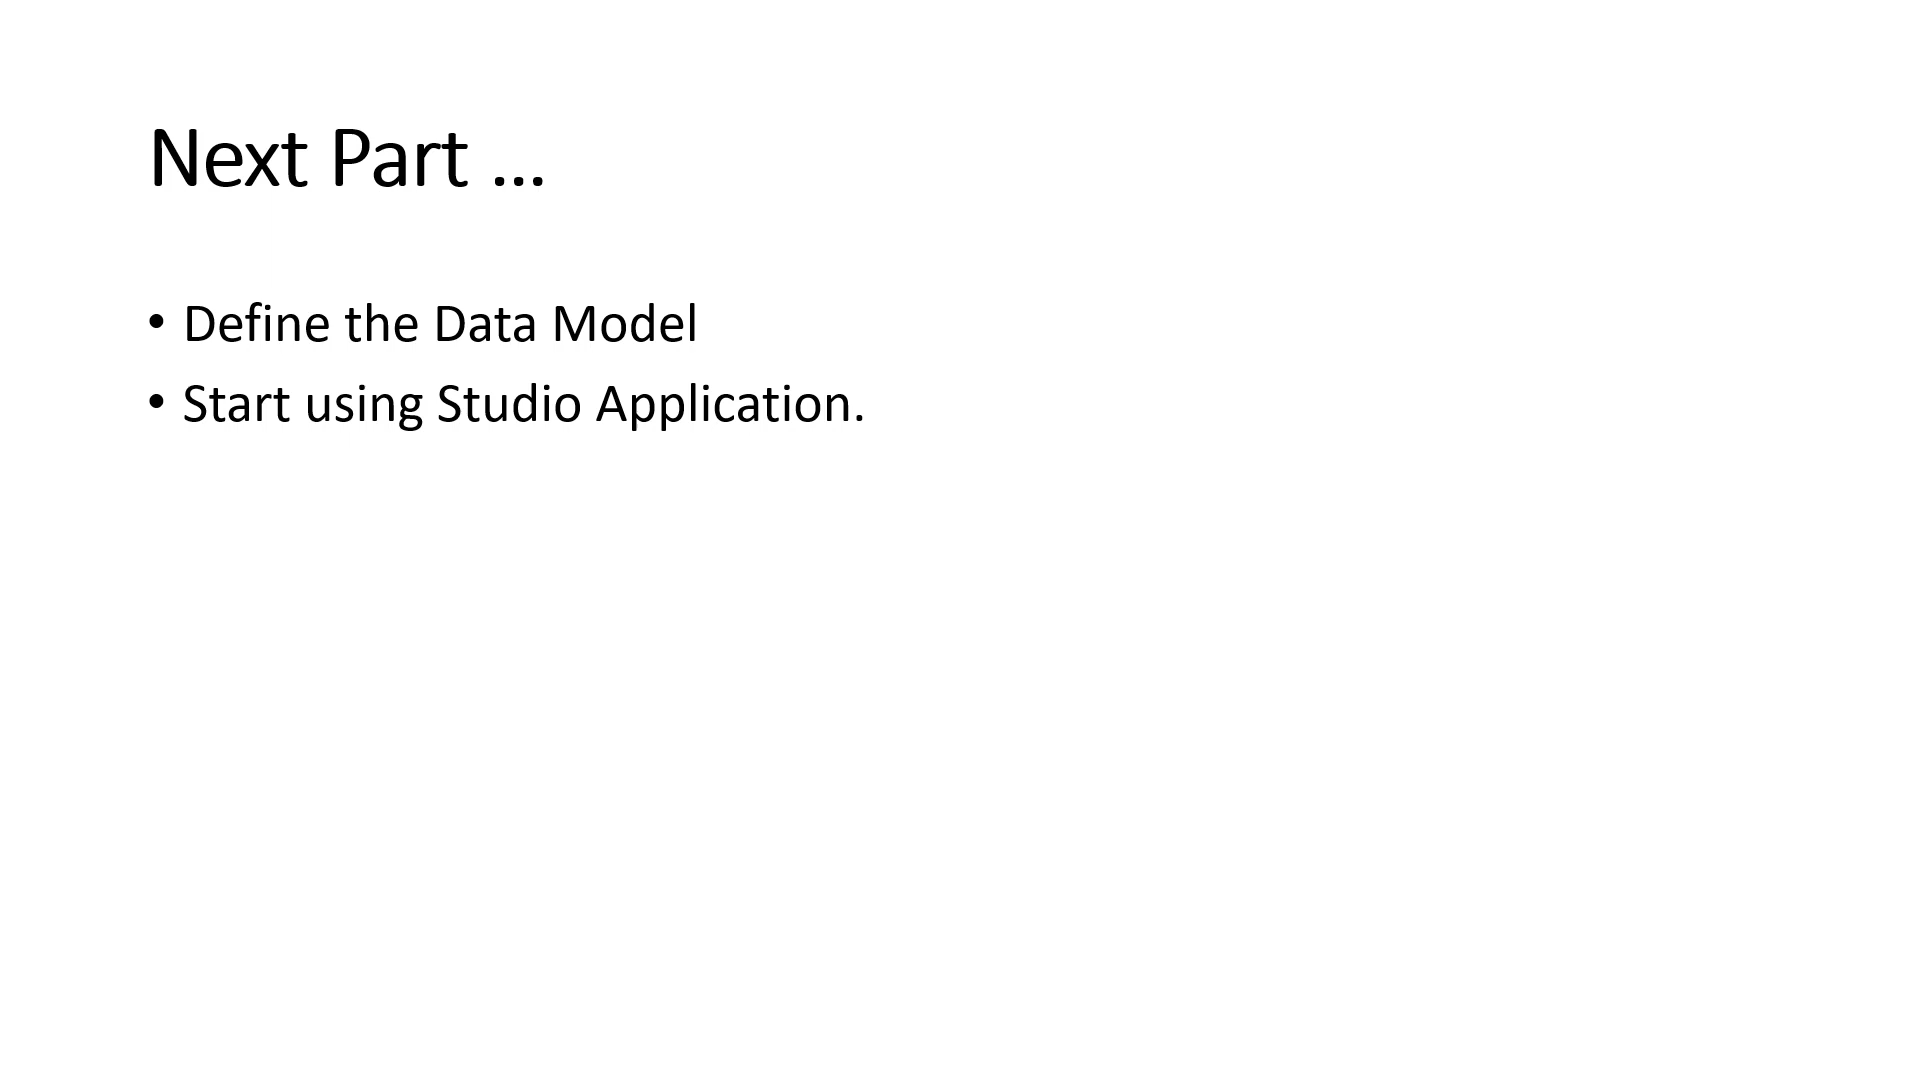 Next Part …
• Define the Data Model
• Start using Studio Application.